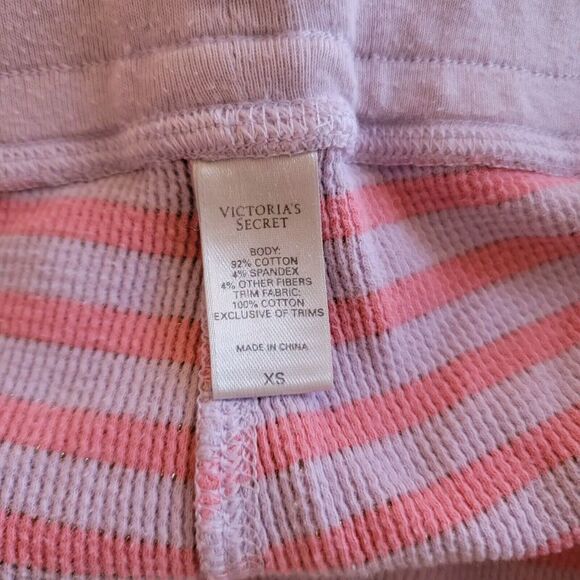 VICTORIA'S
SECRET
BODY:
92% COTTON
4% SPANDEX
4% OTHER FIBERS
TRIM FABRIC:
100% COTTON
EXCLUSIVE OF TRIMS
MADE IN CHINA
XS